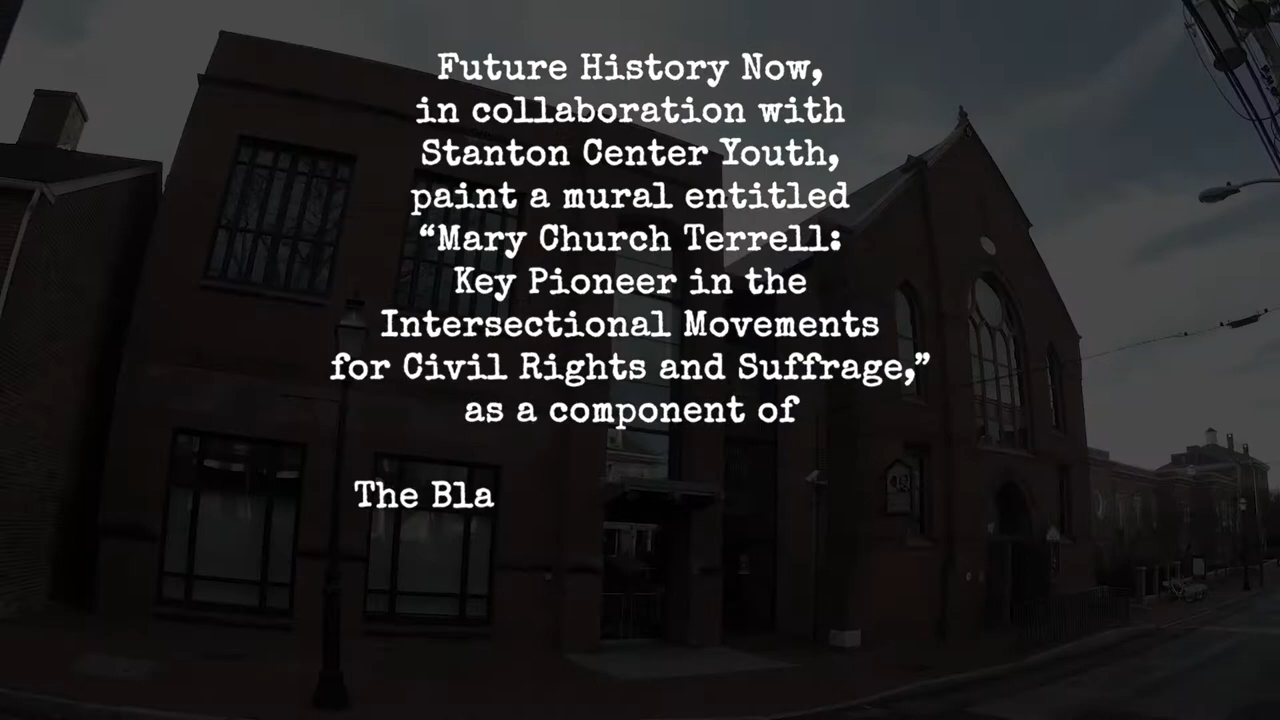 Future History Now,
in collaboration with
Stanton Center Youth,
paint a mural entitled
“Mary Church Terrell:
Key Pioneer in the
Intersectional Movements
for Civil Rights and Suffrage,”
as a component of
The Bla